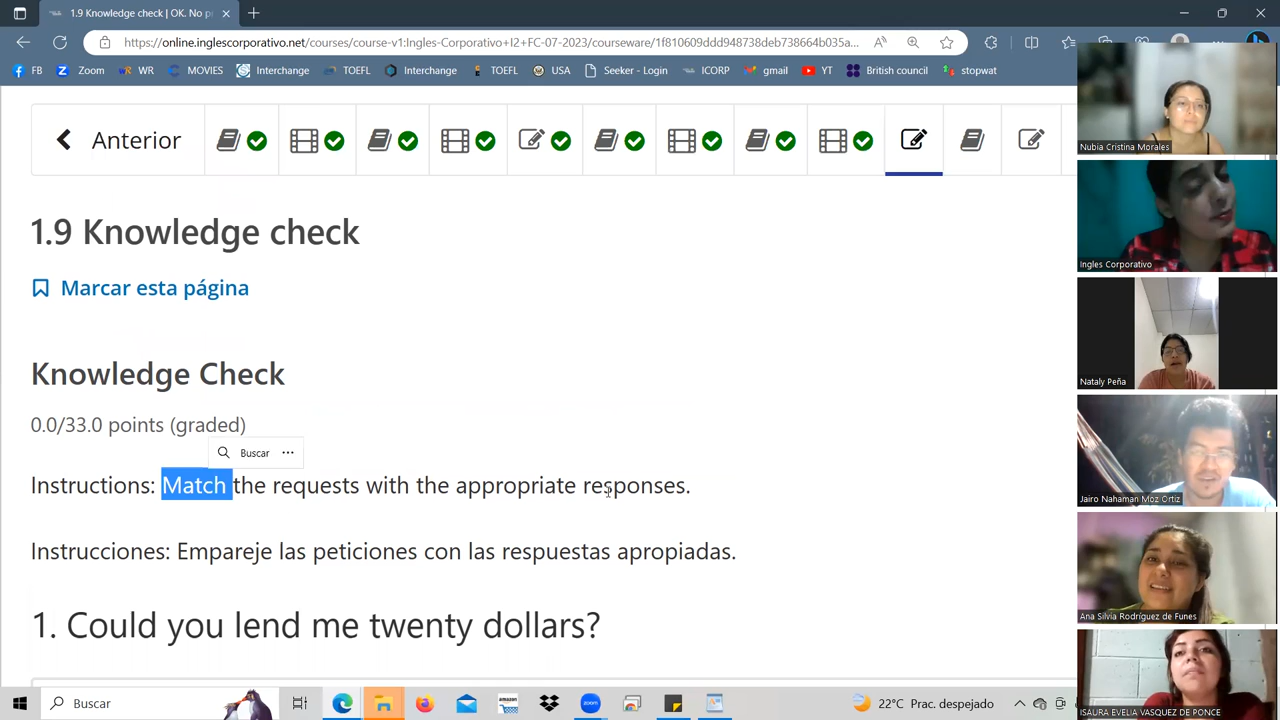 1.9 Knowledge check | OK. No pr
https://online.inglescorporativo.net/courses/course-v1:Ingles-Corporativo+I2+FC-07-2023/courseware/1f810609ddd948738deb738664b035a...
FB Zoom WR MOVIES Interchange TOEFL Interchange TOEFL USA Seeker - Login ICORP gmail YT British council stopwat
Anterior
1.9 Knowledge check
Marcar esta página
Knowledge Check
0.0/33.0 points (graded)
Buscar
Instructions: Match the requests with the appropriate responses.
Instrucciones: Empareje las peticiones con las respuestas apropiadas.
1. Could you lend me twenty dollars?
Nubia Cristina Morales
Ingles Corporativo
Nataly Peña
Jairo Nahaman Moz Ortiz
Ana Silvia Rodríguez de Funes
ISAURA EVELIA VASQUEZ DE PONCE
Buscar
amazon
zoom
22°C Prac. despejado